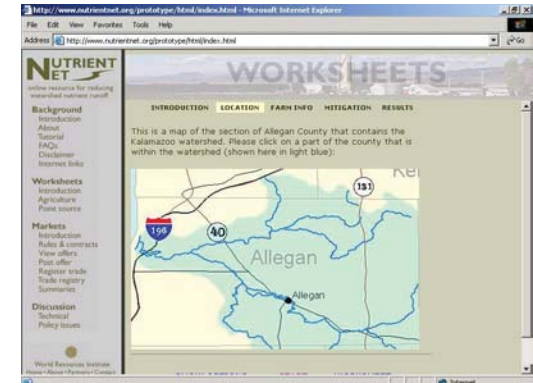 http://www.nutrientnet.org/prototype/html/index.html - Microsoft Internet Explorer
File Edit View Favorites Tools Help
Address http://www.nutrientnet.org/prototype/html/index.html Go
NUTRIENT NET
online resource for reducing
watershed nutrient runoff
Background
Introduction
About
Tutorial
FAQs
Disclaimer
Internet links
Worksheets
Introduction
Agriculture
Point source
Markets
Introduction
Rules & contracts
View offers
Post offer
Register trade
Trade registry
Summaries
Discussion
Technical
Policy issues
World Resources Institute
Home • About • Partners • Contact
WORKSHEETS
INTRODUCTION LOCATION FARM INFO MITIGATION RESULTS
This is a map of the section of Allegan County that contains the
Kalamazoo watershed. Please click on a part of the county that is
within the watershed (shown here in light blue):
Ke
131
196
40
Allegan
Allegan
Internet